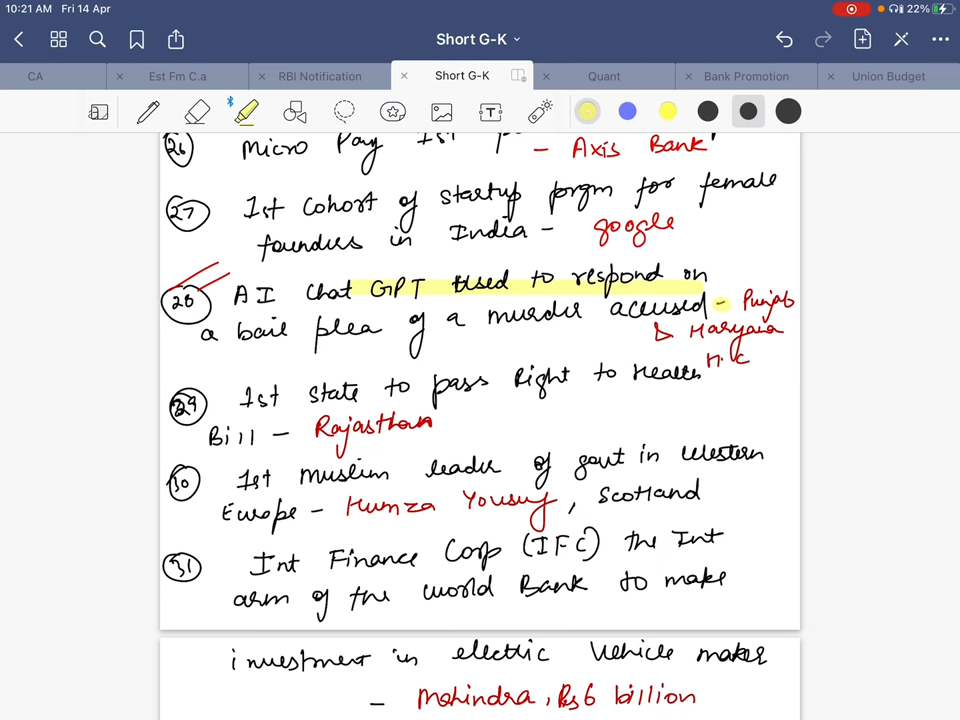 10:21 AM Fri 14 Apr
22%
Short G-K
CA
Est Fm C.a
RBI Notification
Short G-K
Quant
Bank Promotion
Union Budget
26 Micro Pay 1st
- Axis Bank
27 1st Cohort of startup prgm for female
founders in India - google
28 AI Chat GPT Used to respond on
a bail plea of a murder accused - Punjab
& Haryana
H.C
29 1st State to pass Right to Health
Bill - Rajasthan
30 1st Muslim leader of govt in Western
Europe - Humza Yousuf, Scotland
31 Int Finance Corp (IFC) the Int
arm of the World Bank to make
investment in electric Vehicle maker
- Mahindra, Rs 6 billion